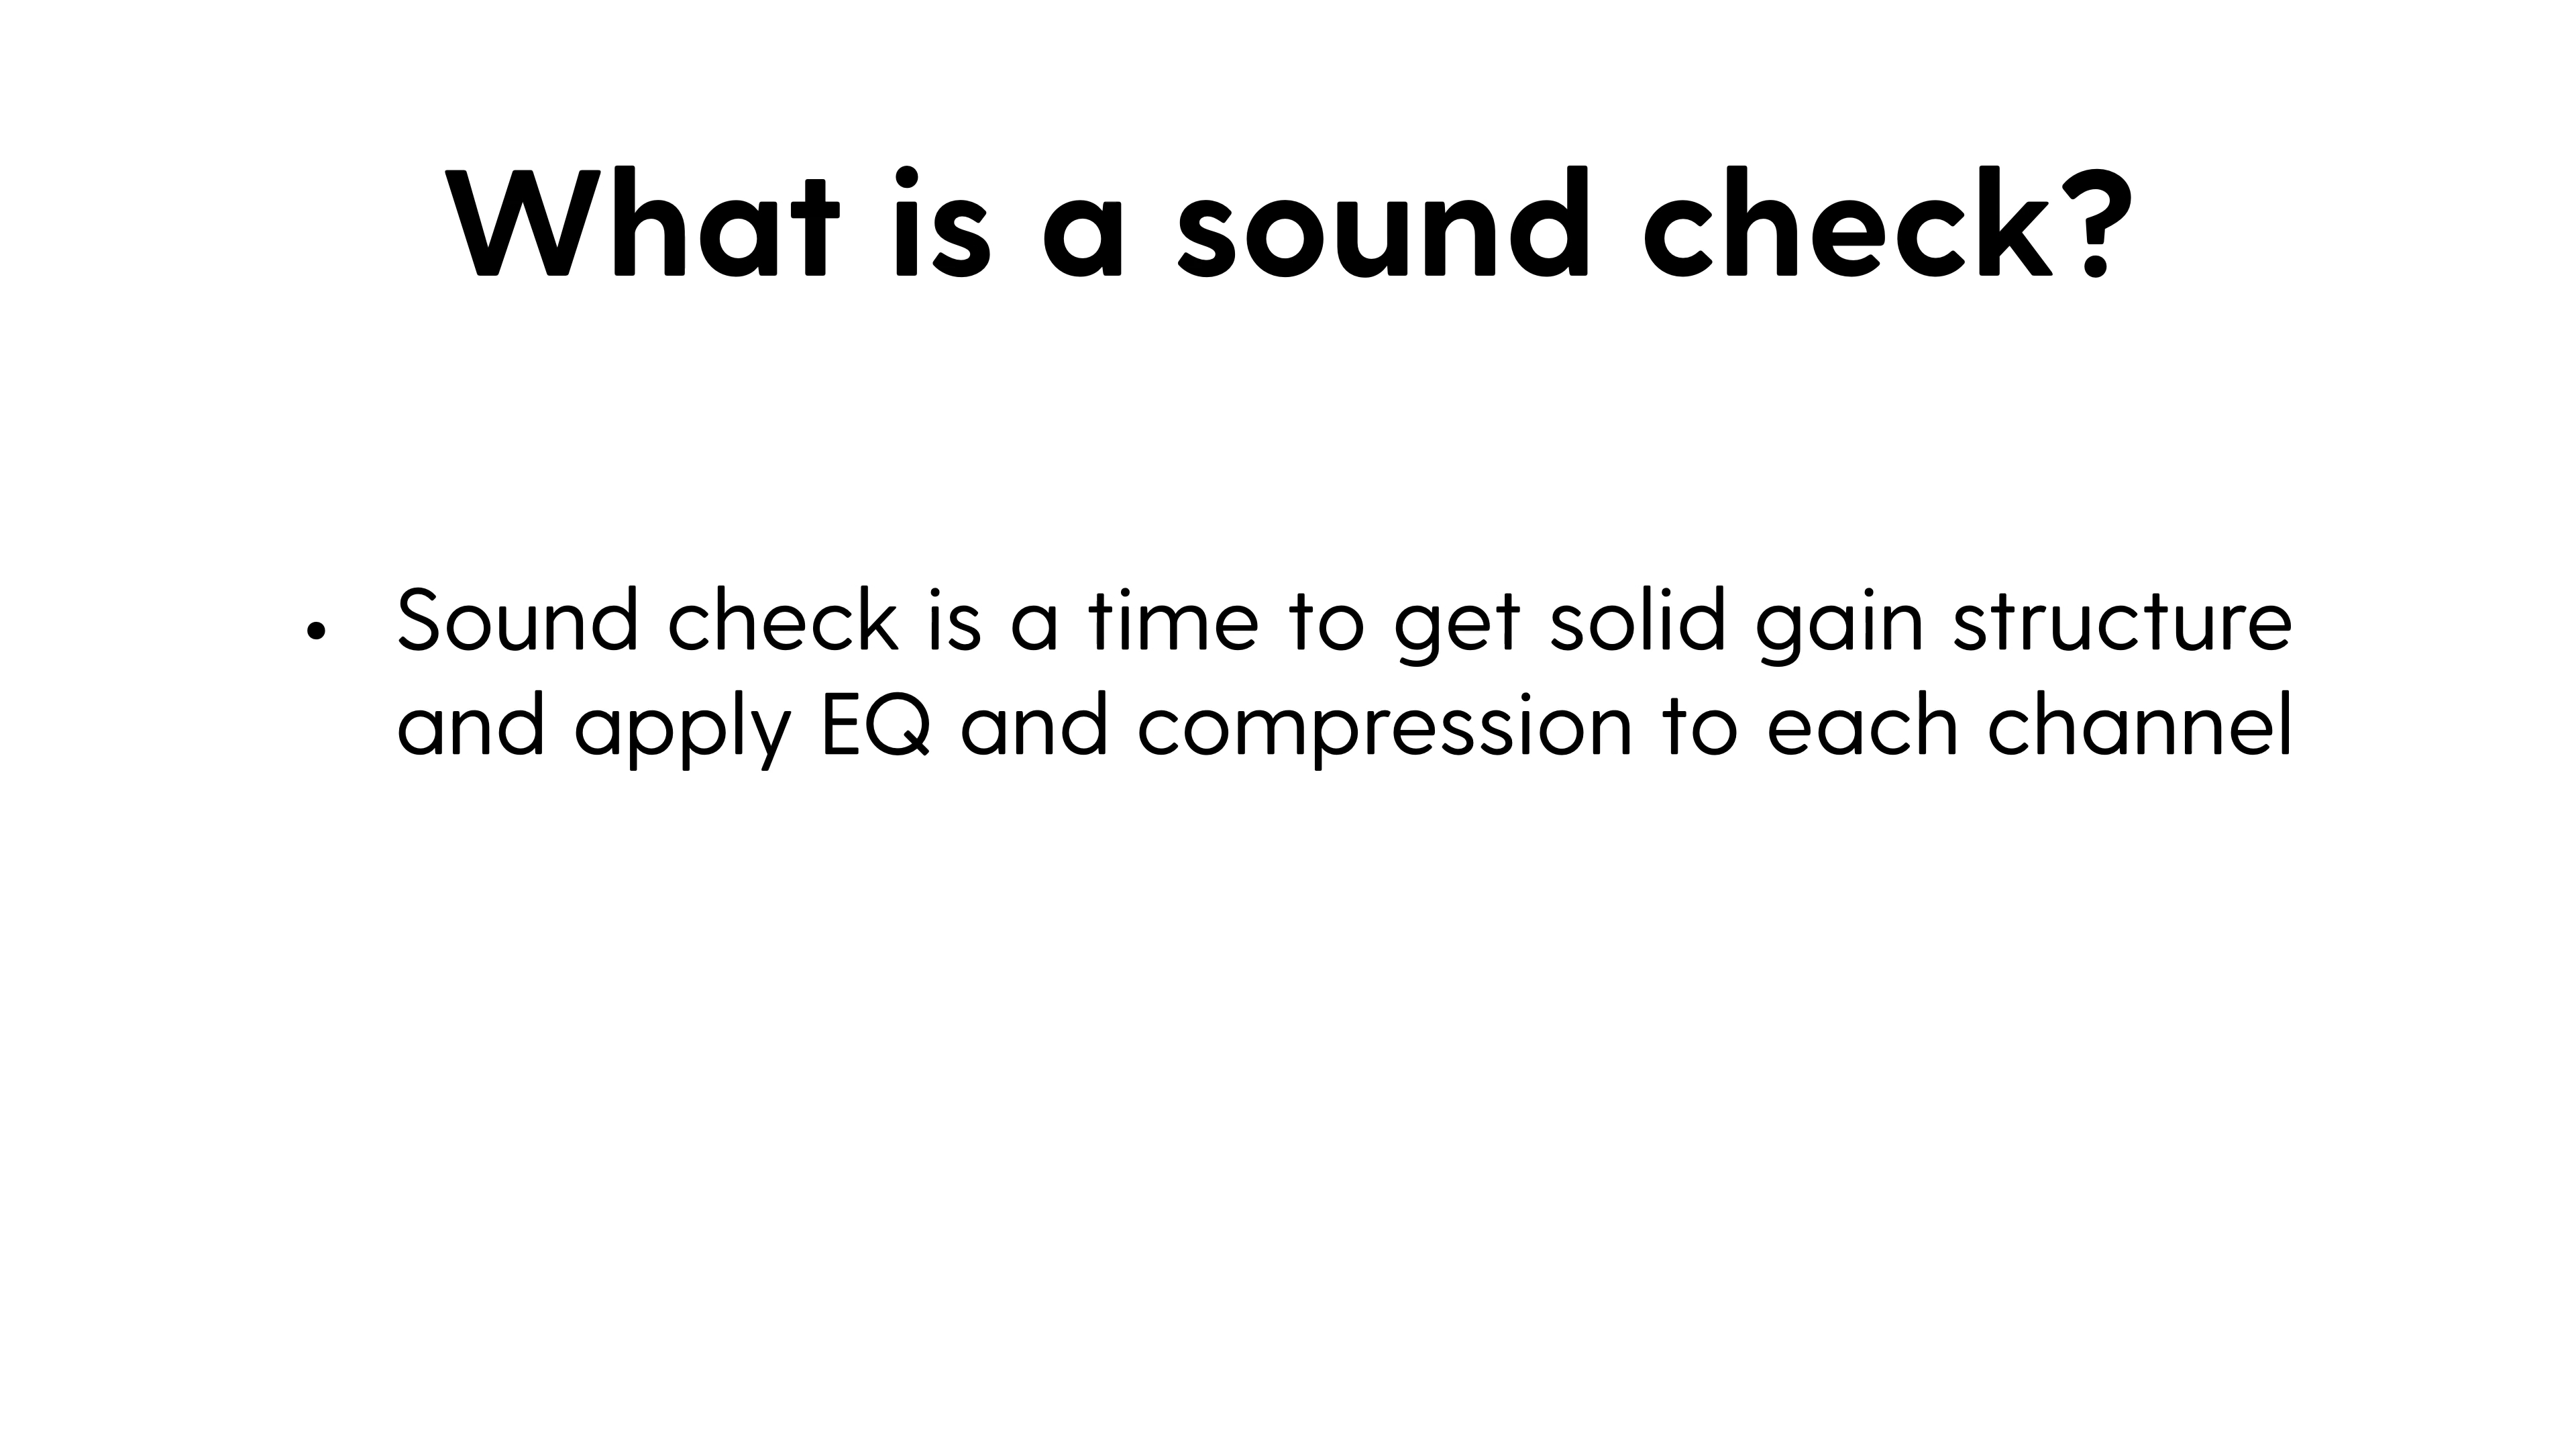 What is a sound check?
• Sound check is a time to get solid gain structure
and apply EQ and compression to each channel